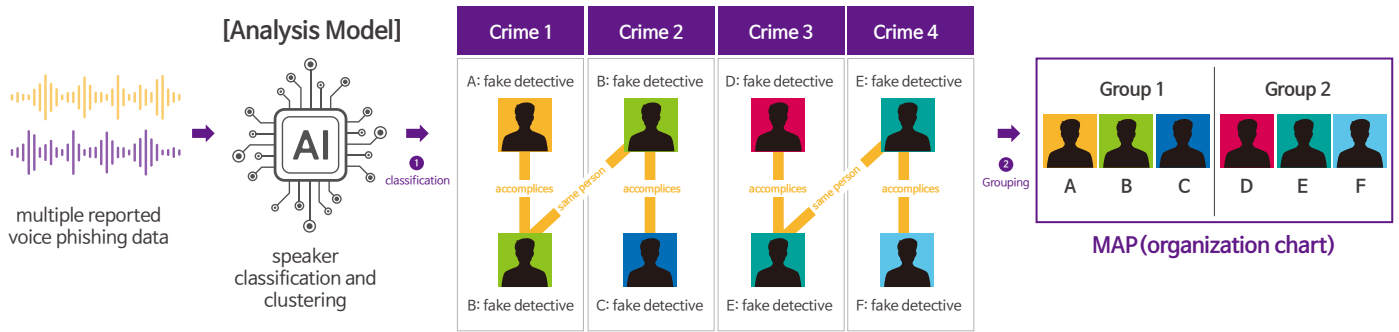 [Analysis Model]
AI
multiple reported
voice phishing data
speaker
classification and
clustering
1
classification
Crime 1
Crime 2
Crime 3
Crime 4
A: fake detective
B: fake detective
D: fake detective
E: fake detective
accomplices
same person
accomplices
accomplices
same person
accomplices
B: fake detective
C: fake detective
E: fake detective
F: fake detective
2
Grouping
Group 1
Group 2
A
B
C
D
E
F
MAP(organization chart)